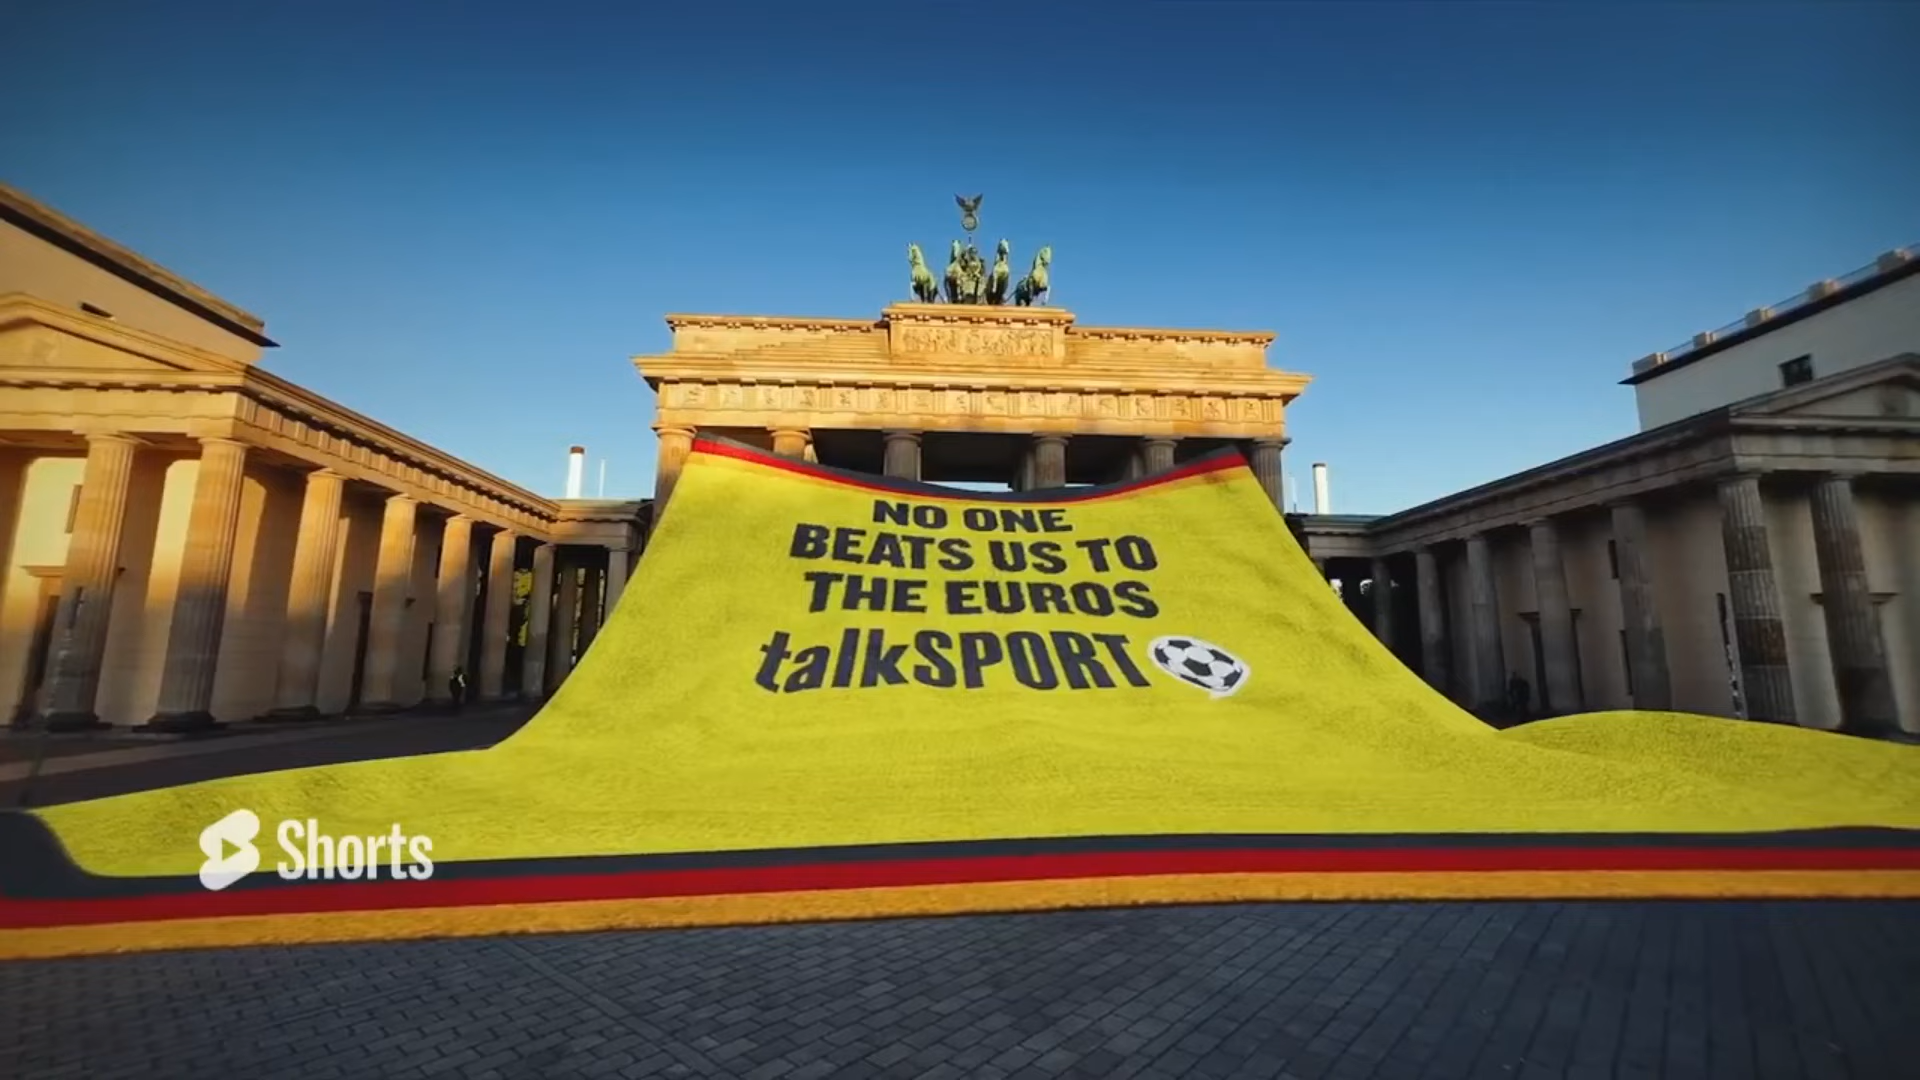 NO ONE
BEATS US TO
THE EUROS
talkSPORT
Shorts